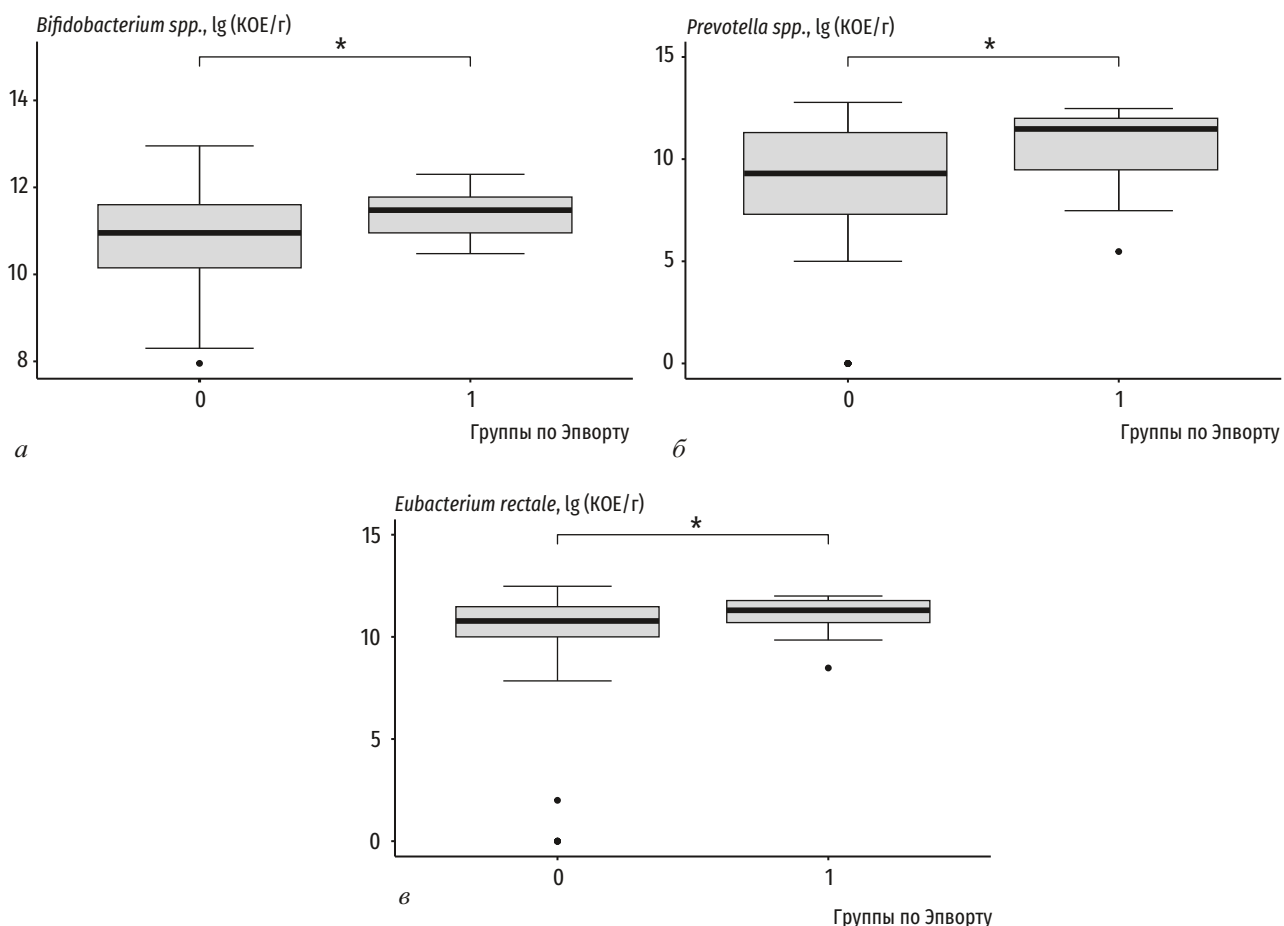 Bifidobacterium spp., lg (КОЕ/г)
*
14
12
10
8
0 1
Группы по Эпворту
а
Prevotella spp., lg (КОЕ/г)
15
*
10
5
0
0 1
Группы по Эпворту
б
Eubacterium rectale, lg (КОЕ/г)
15
*
10
5
0
0 1
Группы по Эпворту
в